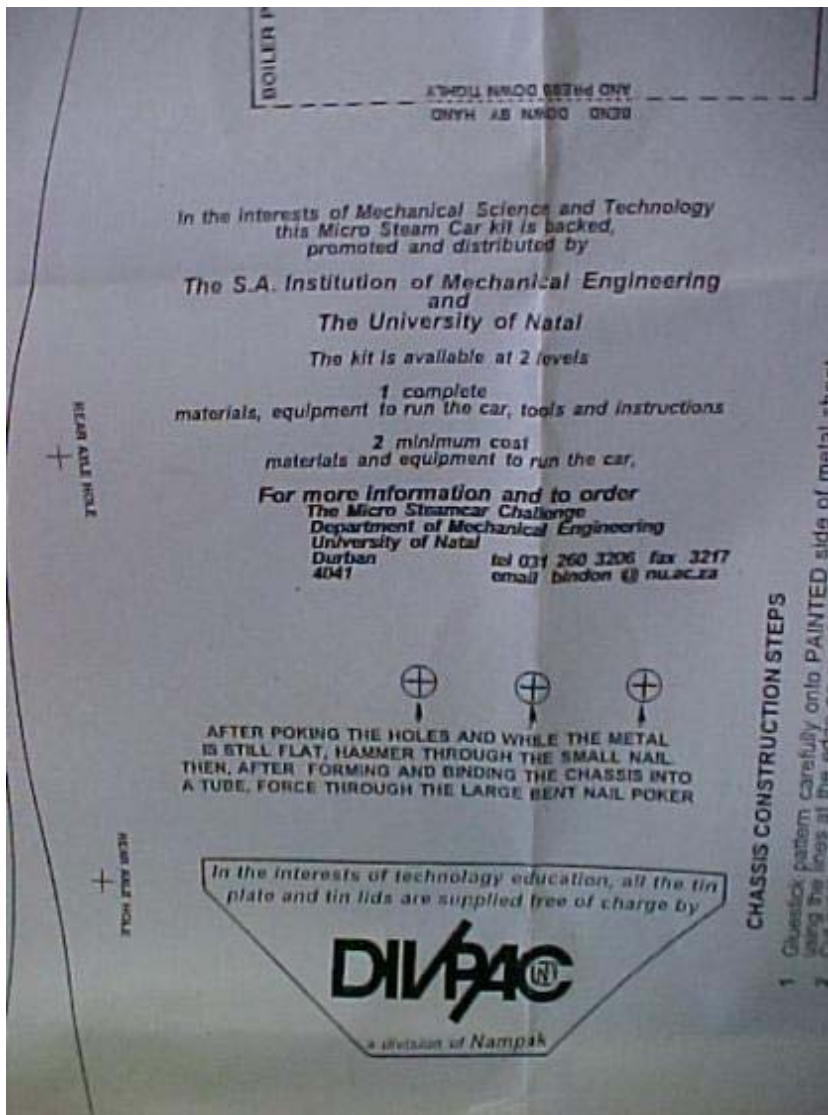 BOILER P
AND PRESS DOWN TIGHLY
BEND DOWN BY HAND
In the interests of Mechanical Science and Technology
this Micro Steam Car kit is backed,
promoted and distributed by
The S.A. Institution of Mechanical Engineering
and
The University of Natal
The kit is available at 2 levels
1 complete
materials, equipment to run the car, tools and instructions
2 minimum cost
materials and equipment to run the car,
For more information and to order
The Micro Steamcar Challenge
Department of Mechanical Engineering
University of Natal
Durban tel 031 260 3206 fax 3217
4041 email bindon @ nu.ac.za
REAR AXLE HOLE
AFTER POKING THE HOLES AND WHILE THE METAL
IS STILL FLAT, HAMMER THROUGH THE SMALL NAIL.
THEN, AFTER FORMING AND BINDING THE CHASSIS INTO
A TUBE, FORCE THROUGH THE LARGE BENT NAIL POKER
REAR AXLE HOLE
In the interests of technology education, all the tin
plate and tin lids are supplied free of charge by
DIVPAC
a division of Nampak
CHASSIS CONSTRUCTION STEPS
1 Gluestick pattern carefully onto PAINTED side of metal sheet
using the lines at the edge
2